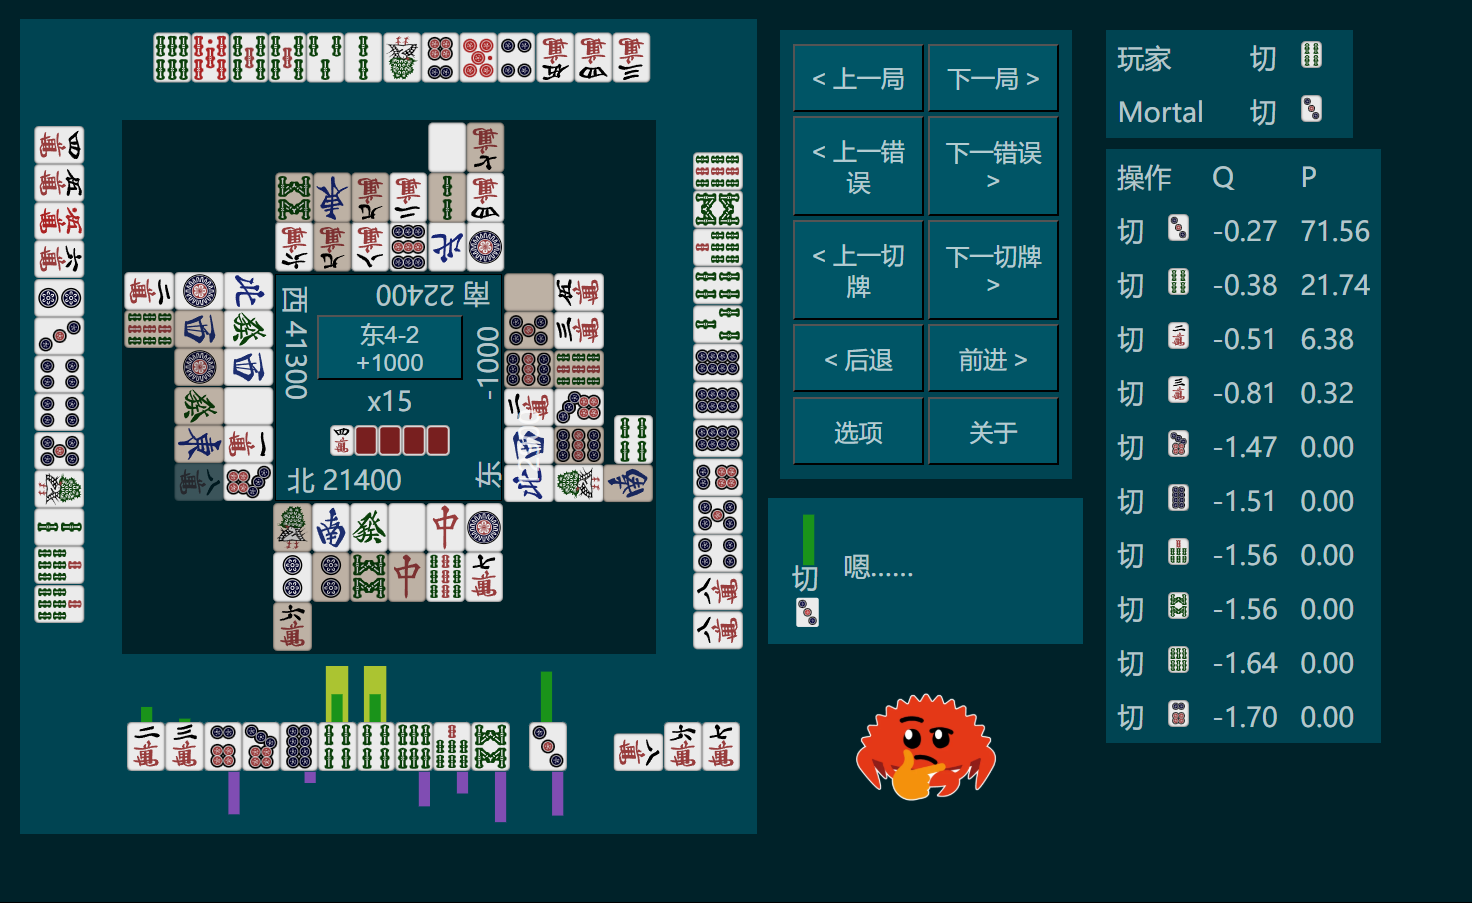 西 41300
南 22400
东 -1000
北 21400
东4-2
+1000
x15
< 上一局
下一局 >
< 上一错
误
下一错误
>
< 上一切
牌
下一切牌
>
< 后退
前进 >
选项
关于
切
嗯......
玩家 切
Mortal 切
操作 Q P
切 -0.27 71.56
切 -0.38 21.74
切 -0.51 6.38
切 -0.81 0.32
切 -1.47 0.00
切 -1.51 0.00
切 -1.56 0.00
切 -1.56 0.00
切 -1.64 0.00
切 -1.70 0.00